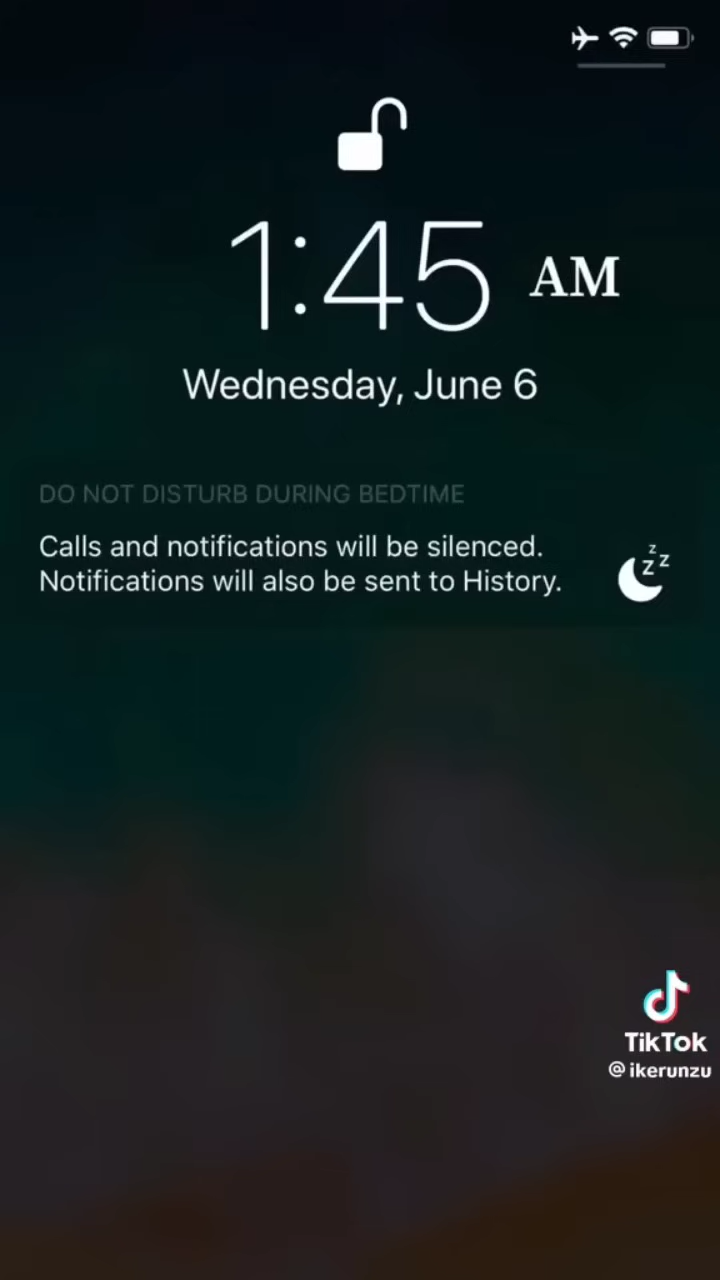 1:45 AM
Wednesday, June 6
DO NOT DISTURB DURING BEDTIME
Calls and notifications will be silenced.
Notifications will also be sent to History.
z z z
TikTok
@ikerunzu